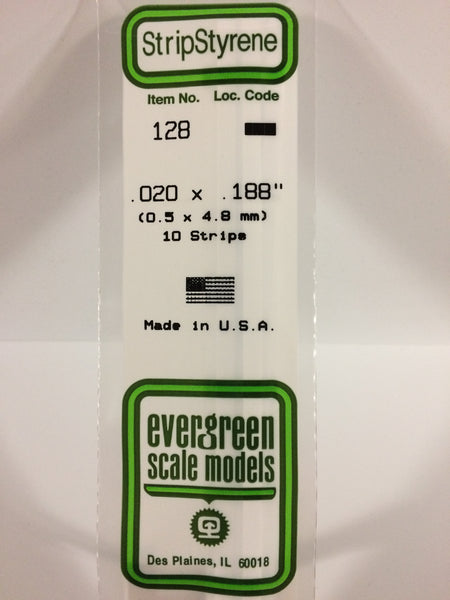 StripStyrene
Item No. Loc. Code
128
.020 x .188"
(0.5 x 4.8 mm)
10 Strips
Made in U.S.A.
evergreen
scale models
Des Plaines, IL 60018